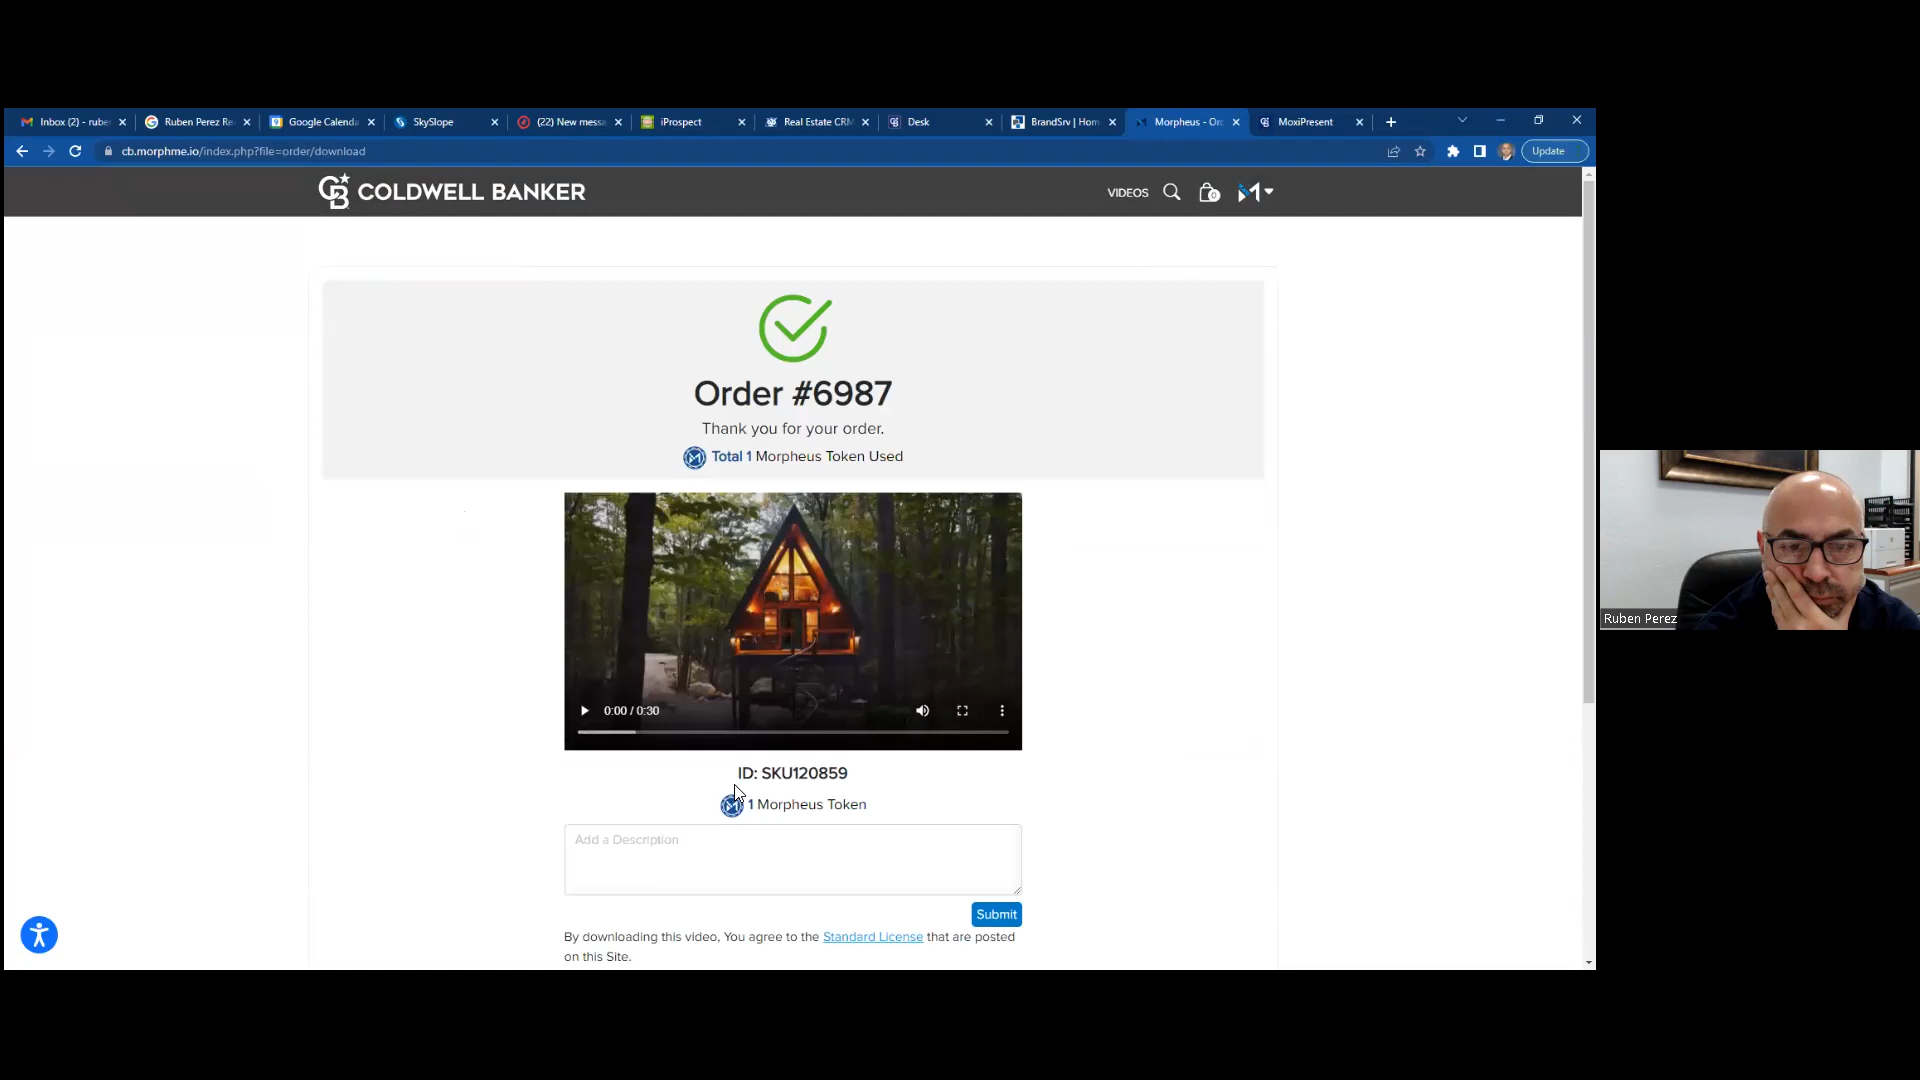 Inbox (2) - rube
Ruben Perez Re
Google Calenda
SkySlope
(22) New messa
iProspect
Real Estate CRM
Desk
BrandSrv | Hom
Morpheus - Orc
MoxiPresent
cb.morphme.io/index.php?file=order/download
Update
CB COLDWELL BANKER
VIDEOS
0
M
Order #6987
Thank you for your order.
Total 1 Morpheus Token Used
0:00 / 0:30
ID: SKU120859
1 Morpheus Token
Add a Description
Submit
By downloading this video, You agree to the Standard License that are posted
on this Site.
Ruben Perez